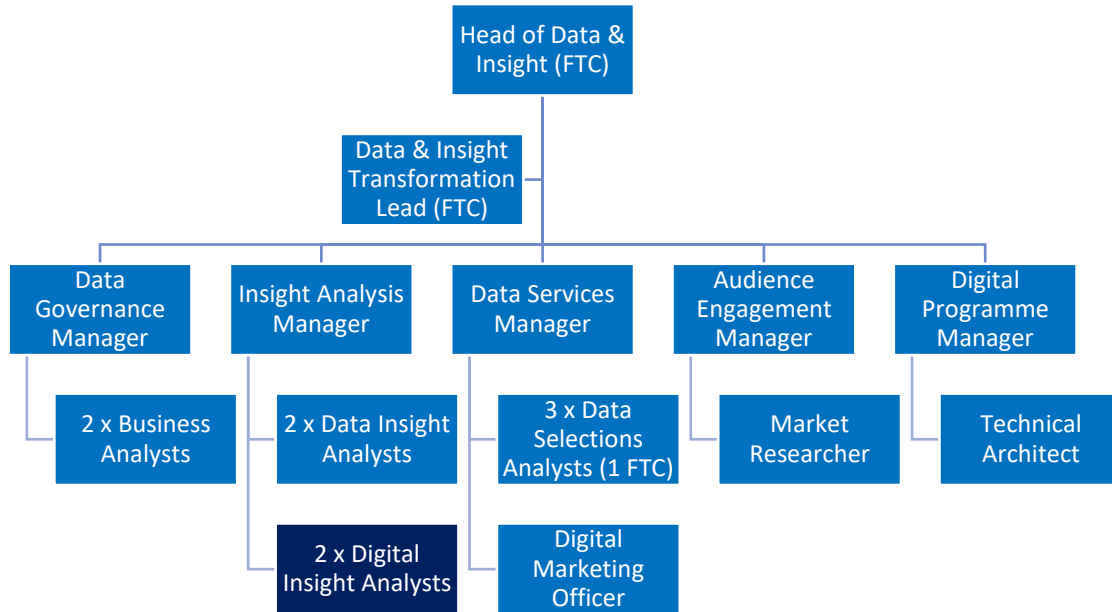 Head of Data &
Insight (FTC)
Data & Insight
Transformation
Lead (FTC)
Data
Governance
Manager
Insight Analysis
Manager
Data Services
Manager
Audience
Engagement
Manager
Digital
Programme
Manager
2 x Business
Analysts
2 x Data Insight
Analysts
3 x Data
Selections
Analysts (1 FTC)
Market
Researcher
Technical
Architect
2 x Digital
Insight Analysts
Digital
Marketing
Officer